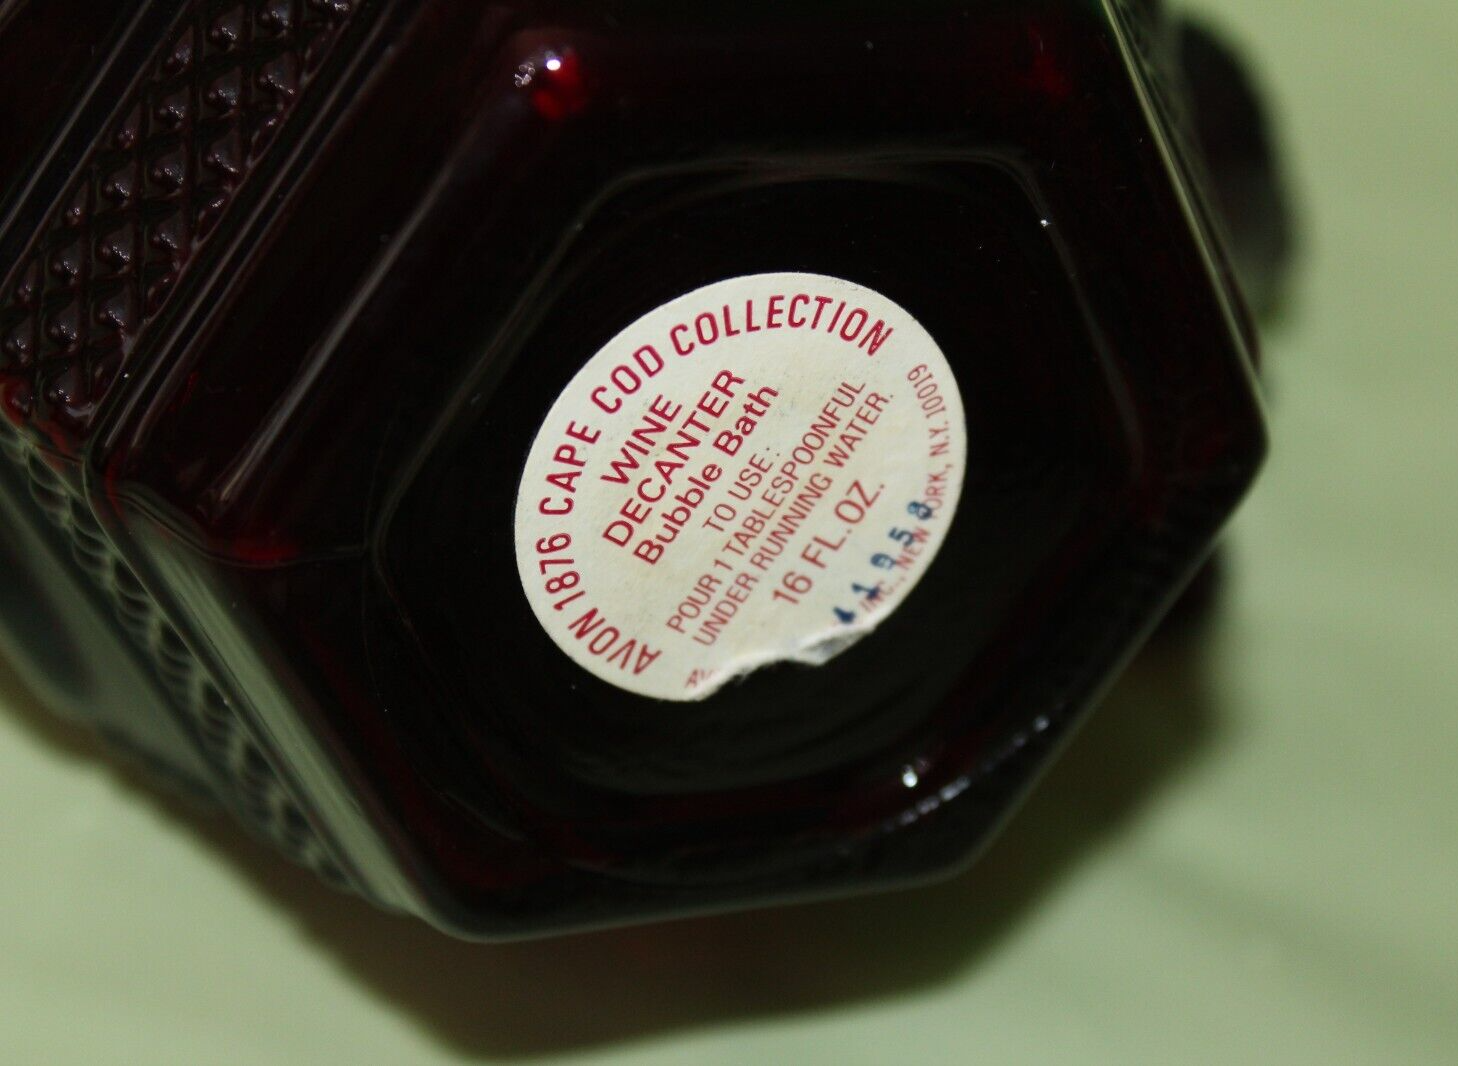 AVON 1876 CAPE COD COLLECTION
WINE
DECANTER
Bubble Bath
TO USE:
POUR 1 TABLESPOONFUL
UNDER RUNNING WATER.
16 FL. OZ.
INC., NEW YORK, N.Y. 10019